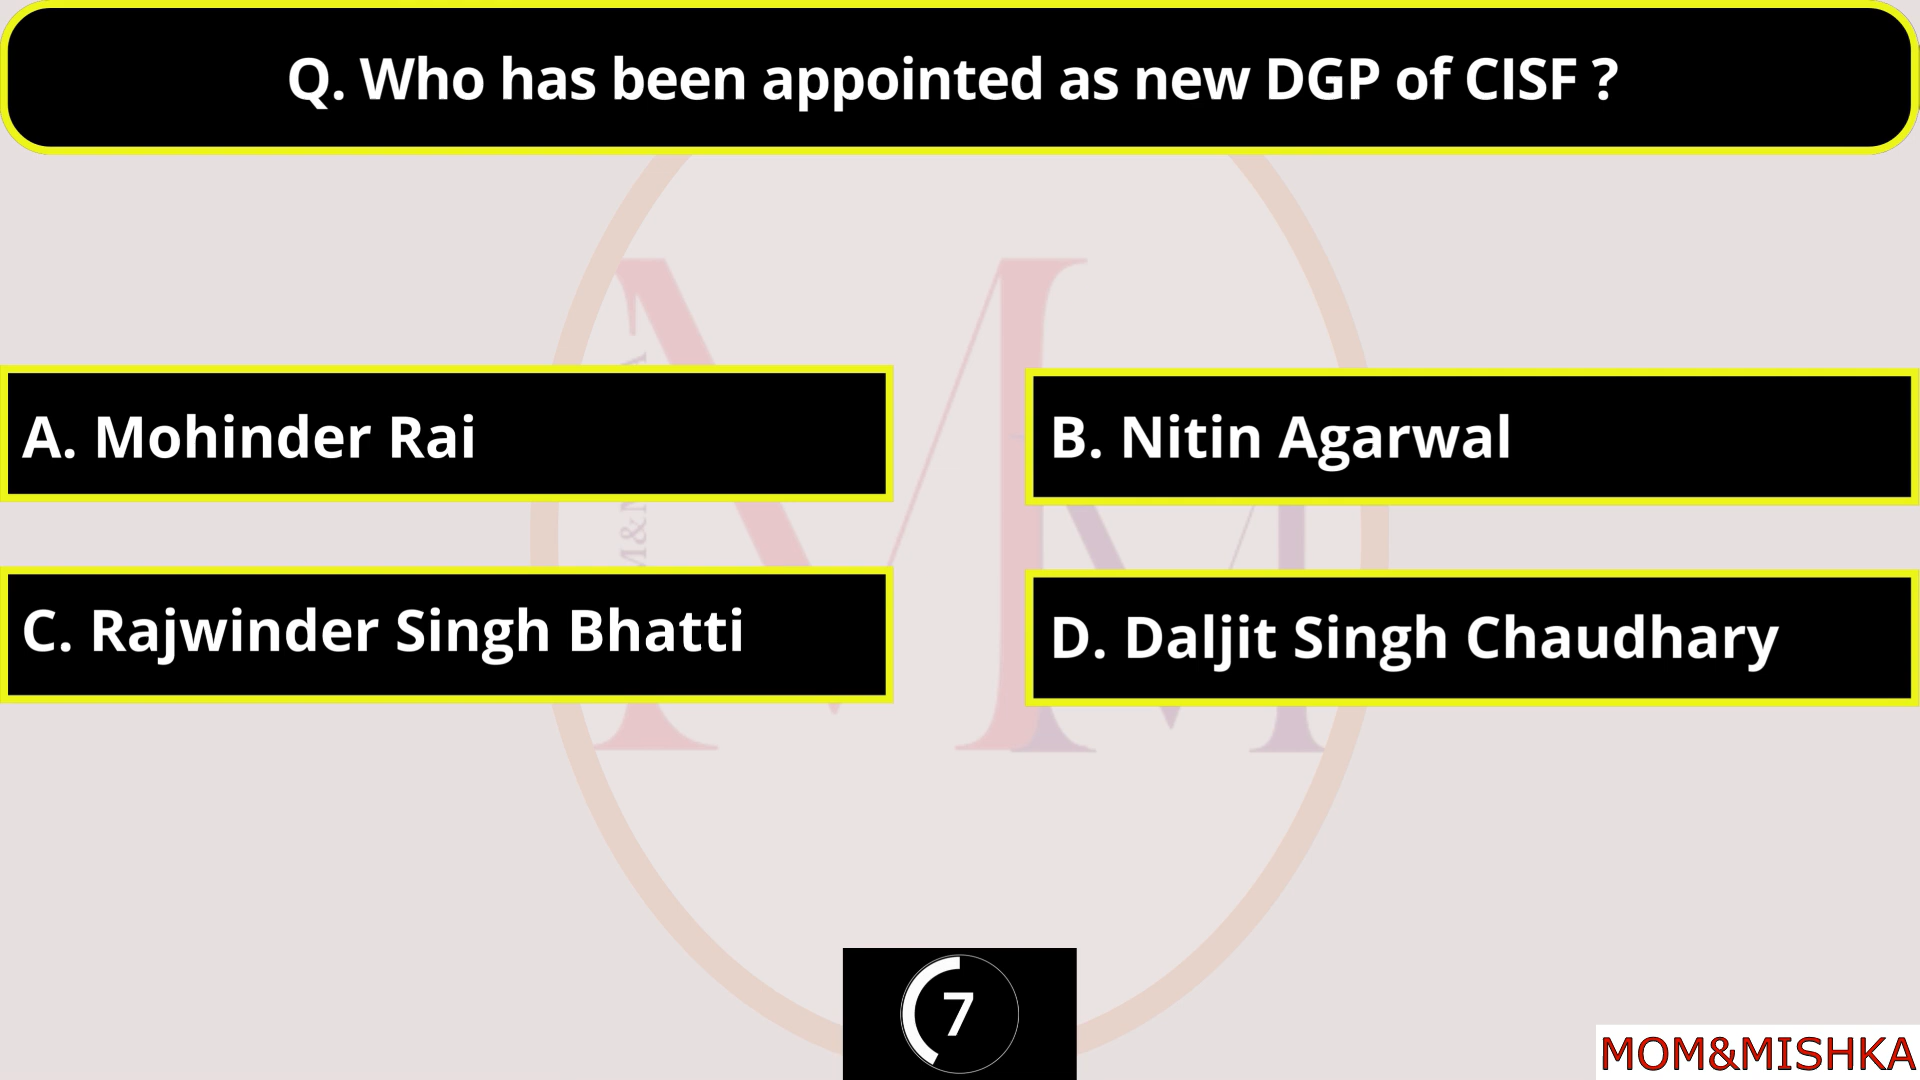 Q. Who has been appointed as new DGP of CISF ?
A. Mohinder Rai
B. Nitin Agarwal
C. Rajwinder Singh Bhatti
D. Daljit Singh Chaudhary
7
MOM&MISHKA